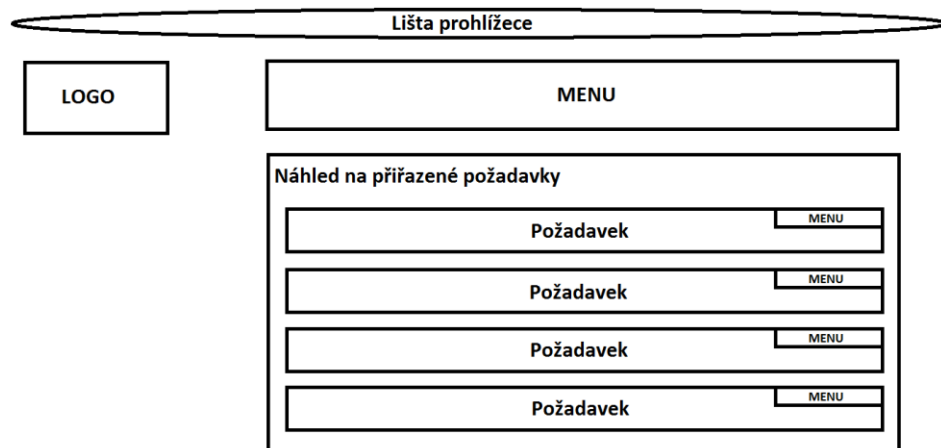 Lišta prohlížece
LOGO
MENU
Náhled na přiřazené požadavky
MENU
Požadavek
MENU
Požadavek
MENU
Požadavek
MENU
Požadavek